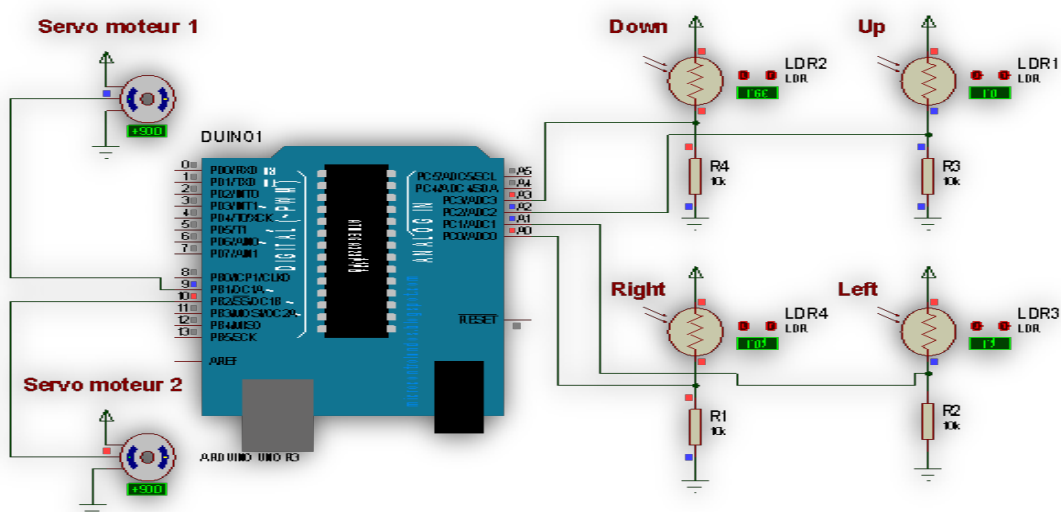 Servo moteur 1
Down
Up
LDR2
LDR
LDR1
LDR
DUINO1
R4
10k
R3
10k
0
1
2
3
4
5
6
7
8
9
10
11
12
13
PD0/RXD
PD1/TXD
PD2/INT0
PD3/INT1
PD4/T0/XCK
PD5/T1
PD6/AIN0
PD7/AIN1
PB0/ICP1/CLKO
PB1/OC1A
PB2/SS/OC1B
PB3/MOSI/OC2A
PB4/MISO
PB5/SCK
AREF
DIGITAL (~PWM)
ANALOG IN
PC5/ADC5/SCL
PC4/ADC4/SDA
PC3/ADC3
PC2/ADC2
PC1/ADC1
PC0/ADC0
A5
A4
A3
A2
A1
A0
RESET
Right
Left
LDR4
LDR
LDR3
LDR
R1
10k
R2
10k
Servo moteur 2
ARDUINO UNO R3